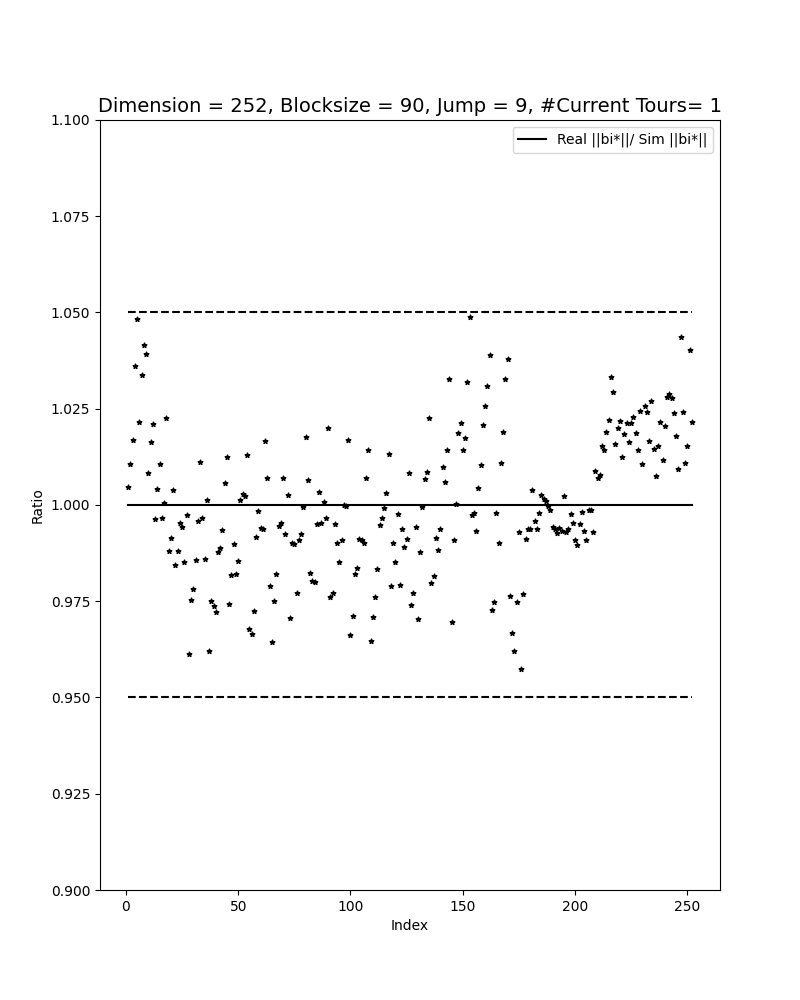 Dimension = 252, Blocksize = 90, Jump = 9, #Current Tours= 1
1.100
Real ||bi*||/ Sim ||bi*||
1.075
1.050
1.025
1.000
0.975
0.950
0.925
0.900
Ratio
0 50 100 150 200 250
Index